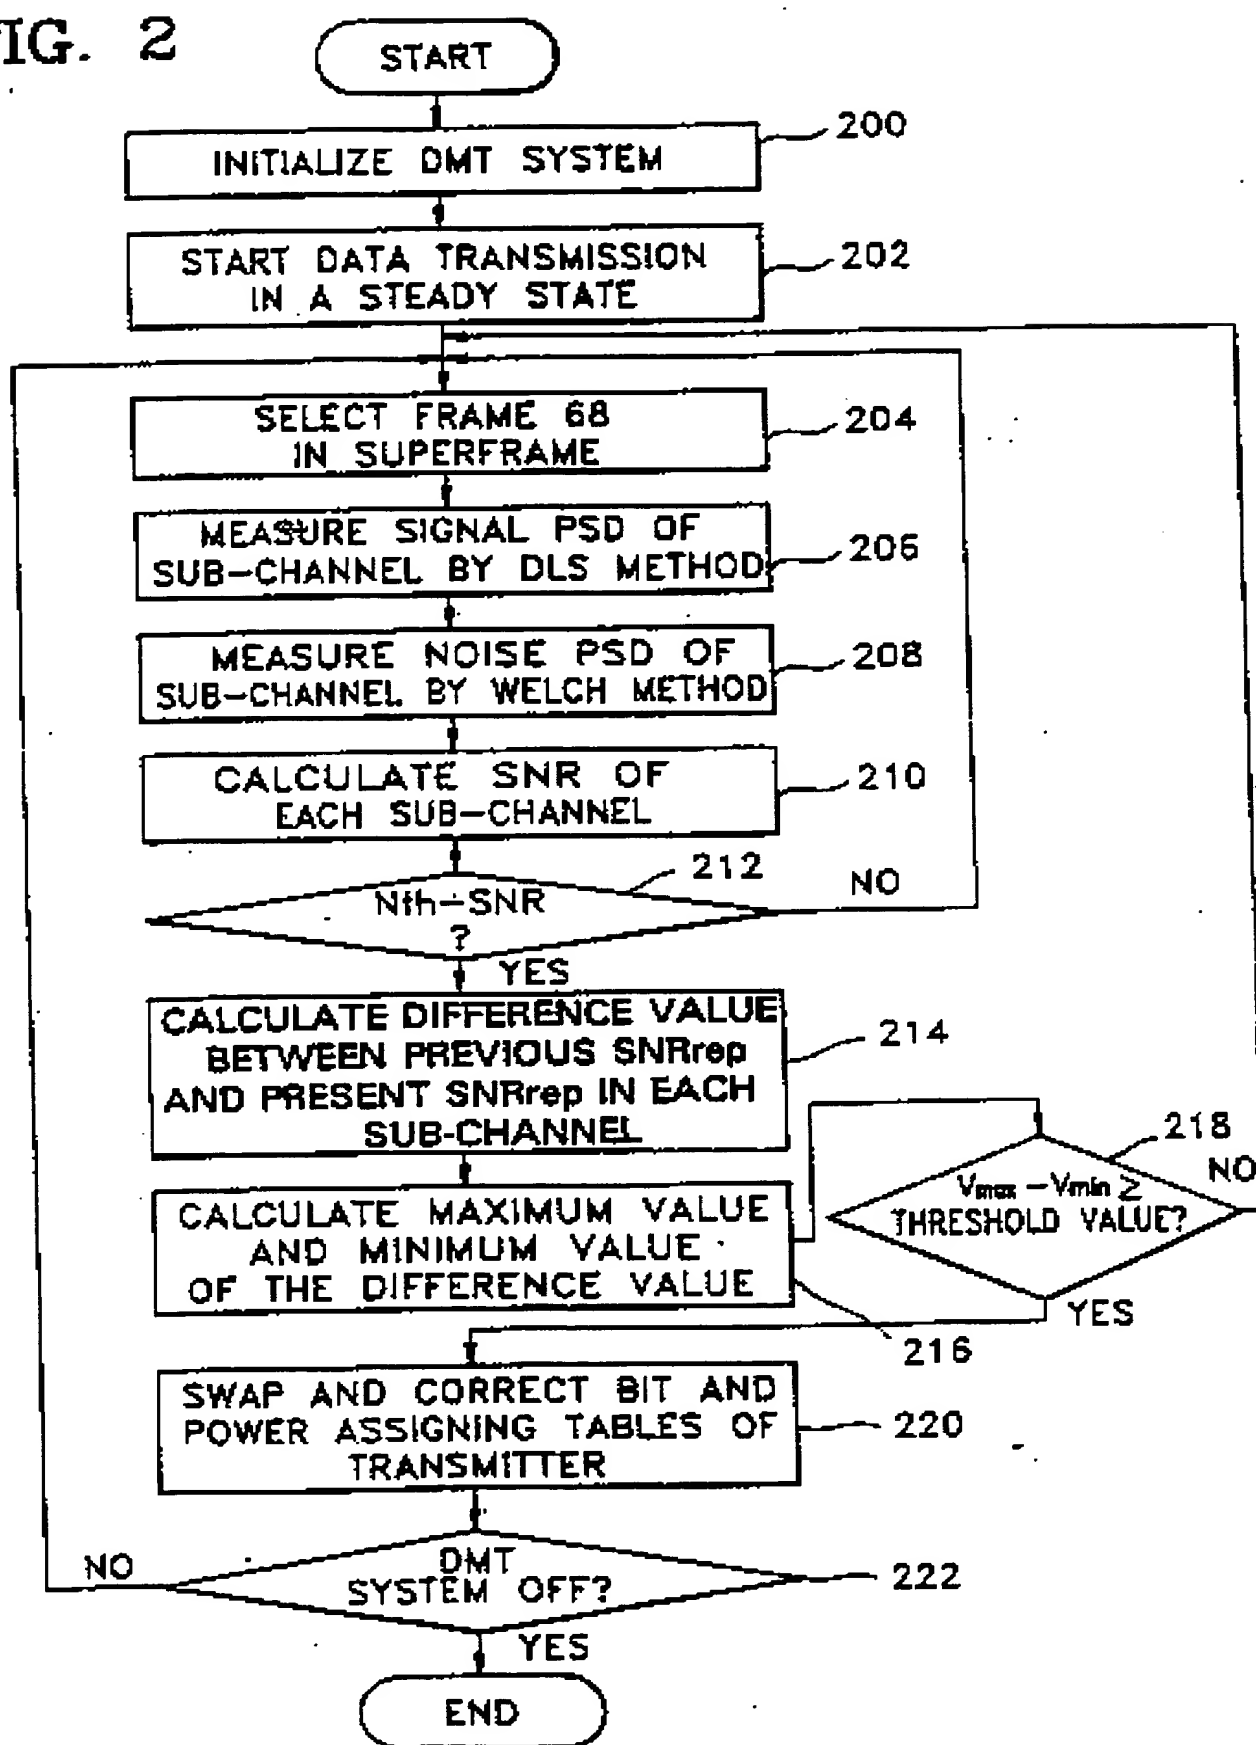 FIG. 2
START
INITIALIZE DMT SYSTEM
200
START DATA TRANSMISSION
IN A STEADY STATE
202
SELECT FRAME 68
IN SUPERFRAME
204
MEASURE SIGNAL PSD OF
SUB-CHANNEL BY DLS METHOD
206
MEASURE NOISE PSD OF
SUB-CHANNEL BY WELCH METHOD
208
CALCULATE SNR OF
EACH SUB-CHANNEL
210
Nth-SNR
?
212
NO
YES
CALCULATE DIFFERENCE VALUE
BETWEEN PREVIOUS SNRrep
AND PRESENT SNRrep IN EACH
SUB-CHANNEL
214
CALCULATE MAXIMUM VALUE
AND MINIMUM VALUE
OF THE DIFFERENCE VALUE
216
Vmax - Vmin ≥
THRESHOLD VALUE?
218
NO
YES
SWAP AND CORRECT BIT AND
POWER ASSIGNING TABLES OF
TRANSMITTER
220
DMT
SYSTEM OFF?
222
NO
YES
END